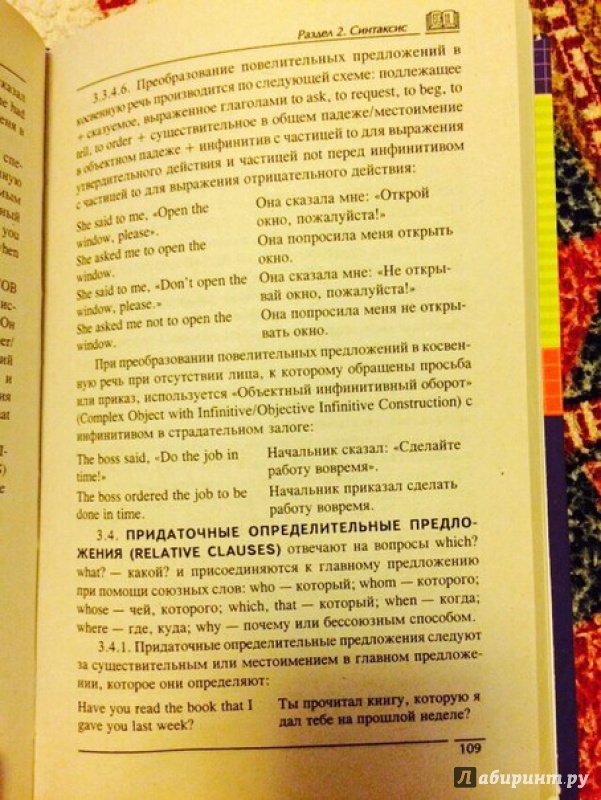 Раздел 2. Синтаксис
3.3.4.6. Преобразование повелительных предложений в
косвенную речь производится по следующей схеме: подлежащее
+ сказуемое, выраженное глаголами to ask, to request, to beg, to
tell, to order + существительное в общем падеже/местоимение
в объектном падеже + инфинитив с частицей to для выражения
утвердительного действия и частицей not перед инфинитивом
с частицей to для выражения отрицательного действия:
She said to me, «Open the
window, please».
Она сказала мне: «Открой
окно, пожалуйста!»
She asked me to open the
window.
Она попросила меня открыть
окно.
She said to me, «Don't open the
window, please.»
Она сказала мне: «Не откры-
вай окно, пожалуйста!»
She asked me not to open the
window.
Она попросила меня не откры-
вать окно.
При преобразовании повелительных предложений в косвен-
ную речь при отсутствии лица, к которому обращены просьба
или приказ, используется «Объектный инфинитивный оборот»
(Complex Object with Infinitive/Objective Infinitive Construction) с
инфинитивом в страдательном залоге:
The boss said, «Do the job in
time!»
Начальник сказал: «Сделайте
работу вовремя».
The boss ordered the job to be
done in time.
Начальник приказал сделать
работу вовремя.
3.4. ПРИДАТОЧНЫЕ ОПРЕДЕЛИТЕЛЬНЫЕ ПРЕДЛО-
ЖЕНИЯ (RELATIVE CLAUSES) отвечают на вопросы which?
what? — какой? и присоединяются к главному предложению
при помощи союзных слов: who — который; whom — которого;
whose — чей, которого; which, that — который; when — когда;
where — где, куда; why — почему или бессоюзным способом.
3.4.1. Придаточные определительные предложения следуют
за существительным или местоимением в главном предложе-
нии, которое они определяют:
Have you read the book that I
gave you last week?
Ты прочитал книгу, которую я
дал тебе на прошлой неделе?
109
Лабиринт.ру